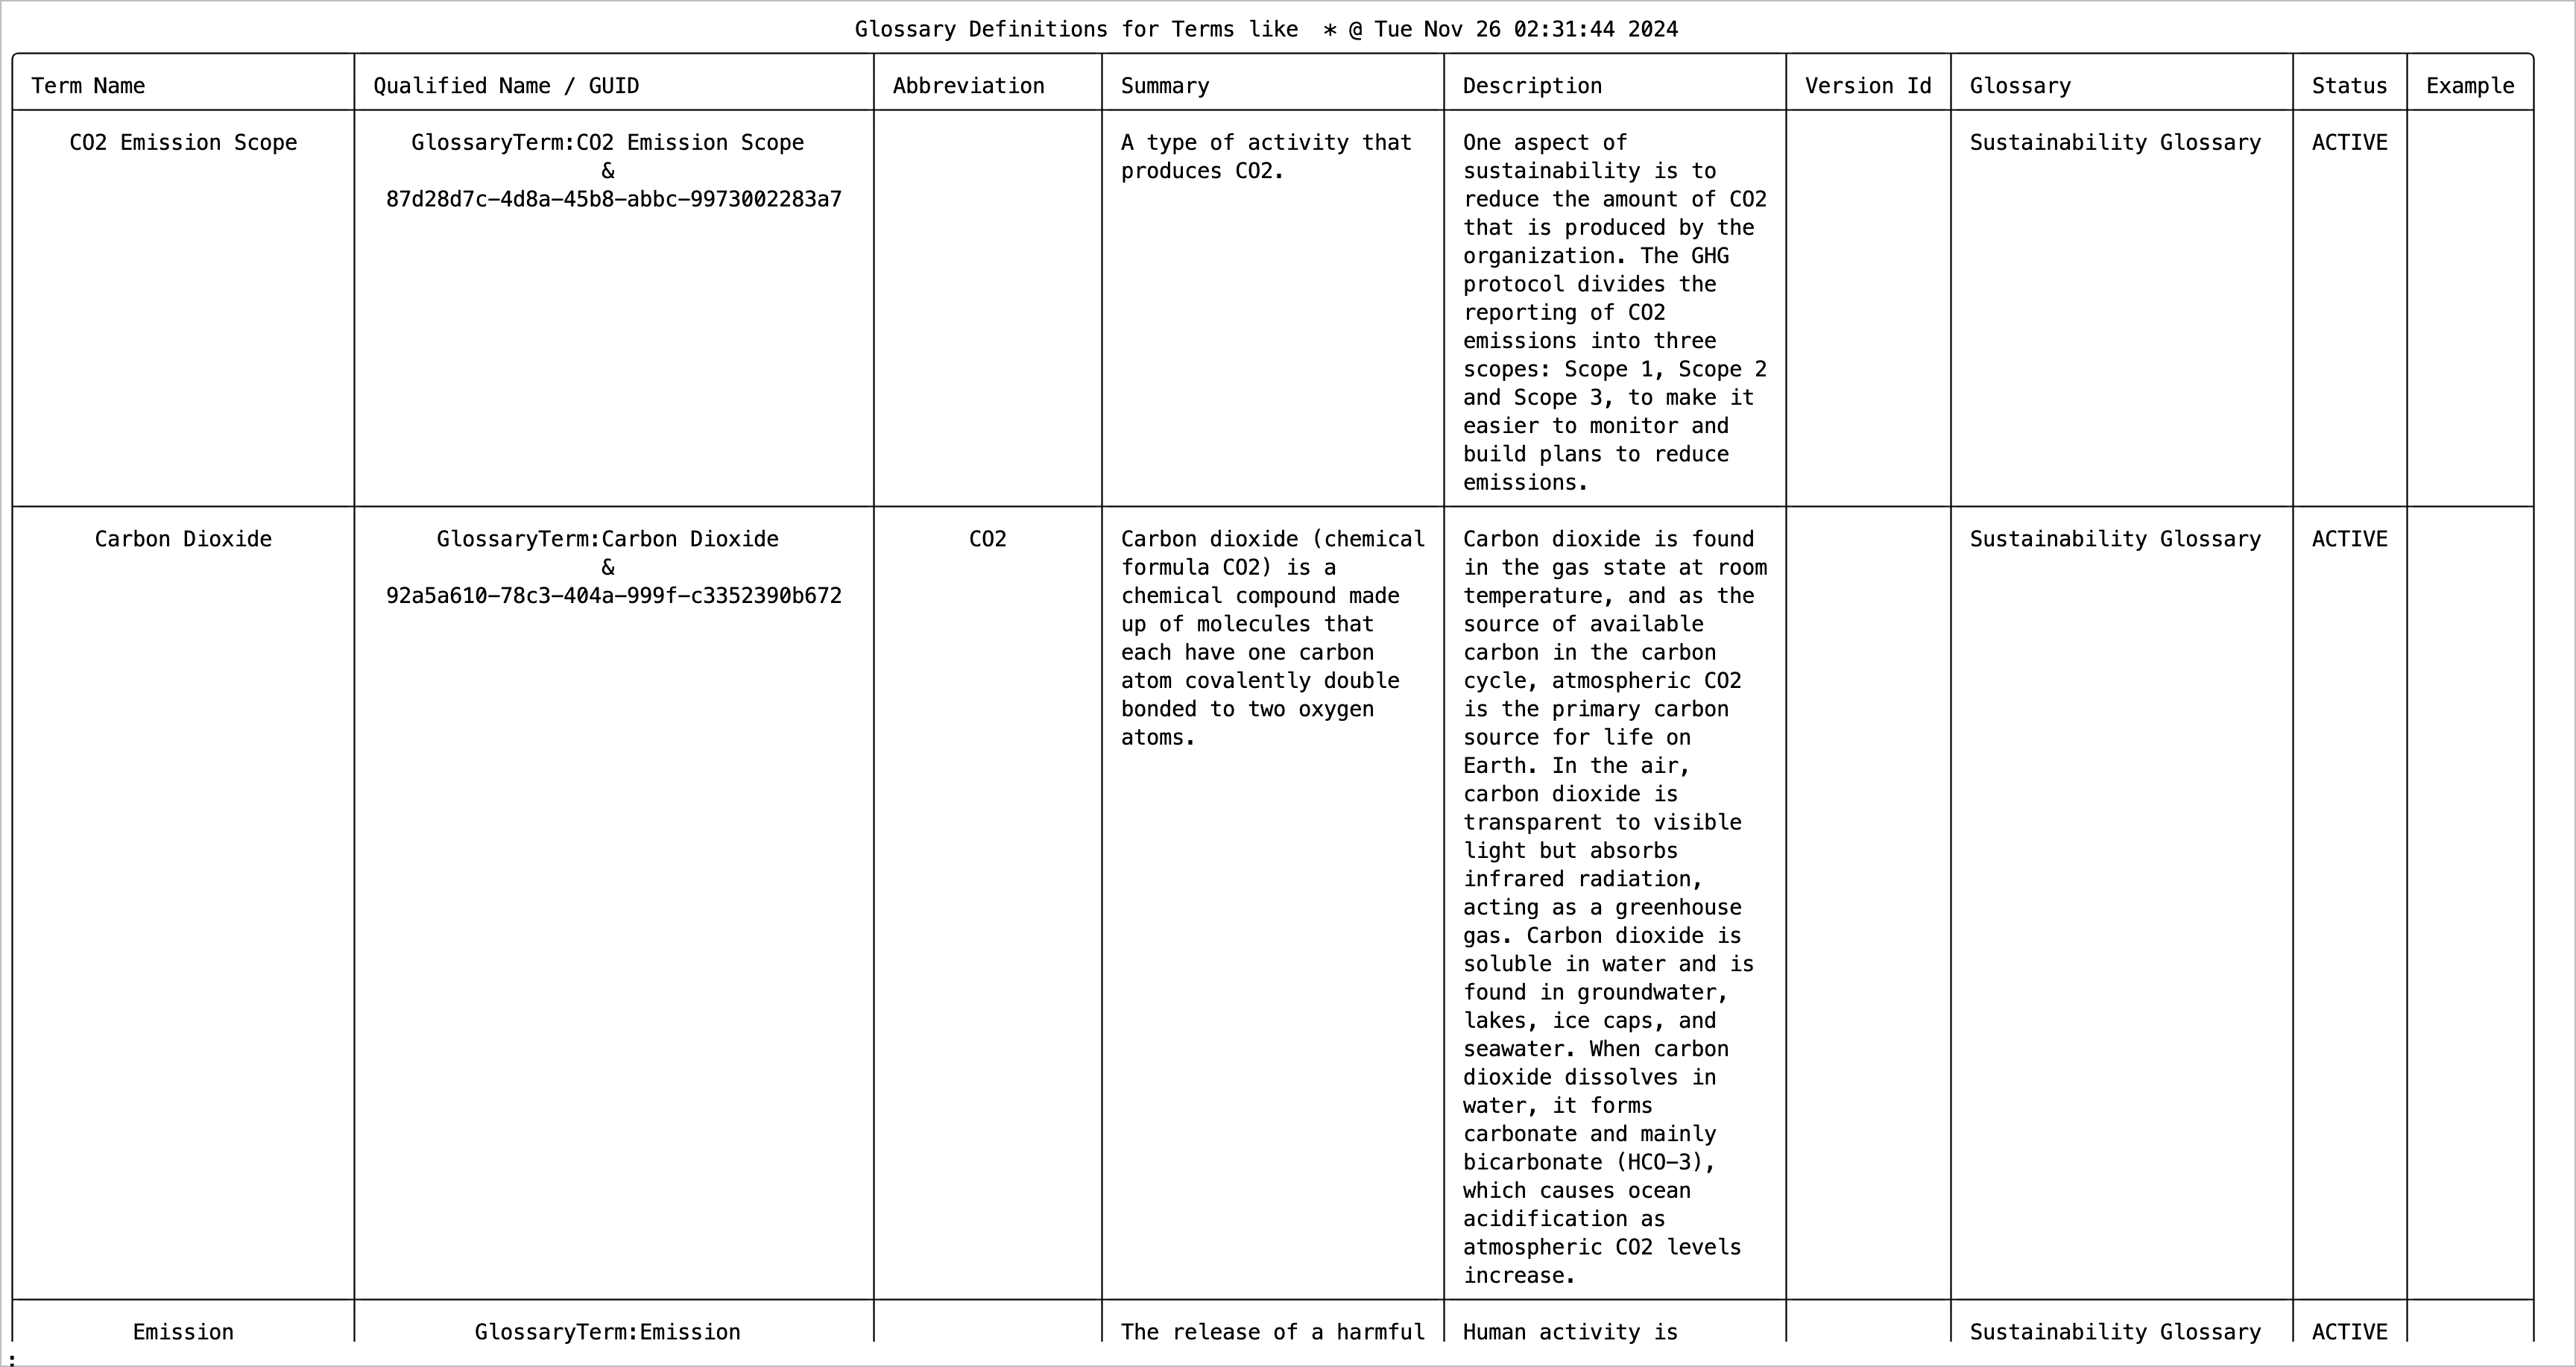 Glossary Definitions for Terms like  * @ Tue Nov 26 02:31:44 2024
Term Name
Qualified Name / GUID
Abbreviation
Summary
Description
Version Id
Glossary
Status
Example
CO2 Emission Scope
GlossaryTerm:CO2 Emission Scope
&
87d28d7c-4d8a-45b8-abbc-9973002283a7
A type of activity that
produces CO2.
One aspect of
sustainability is to
reduce the amount of CO2
that is produced by the
organization. The GHG
protocol divides the
reporting of CO2
emissions into three
scopes: Scope 1, Scope 2
and Scope 3, to make it
easier to monitor and
build plans to reduce
emissions.
Sustainability Glossary
ACTIVE
Carbon Dioxide
GlossaryTerm:Carbon Dioxide
&
92a5a610-78c3-404a-999f-c3352390b672
CO2
Carbon dioxide (chemical
formula CO2) is a
chemical compound made
up of molecules that
each have one carbon
atom covalently double
bonded to two oxygen
atoms.
Carbon dioxide is found
in the gas state at room
temperature, and as the
source of available
carbon in the carbon
cycle, atmospheric CO2
is the primary carbon
source for life on
Earth. In the air,
carbon dioxide is
transparent to visible
light but absorbs
infrared radiation,
acting as a greenhouse
gas. Carbon dioxide is
soluble in water and is
found in groundwater,
lakes, ice caps, and
seawater. When carbon
dioxide dissolves in
water, it forms
carbonate and mainly
bicarbonate (HCO-3),
which causes ocean
acidification as
atmospheric CO2 levels
increase.
Sustainability Glossary
ACTIVE
Emission
GlossaryTerm:Emission
The release of a harmful
Human activity is
Sustainability Glossary
ACTIVE
: